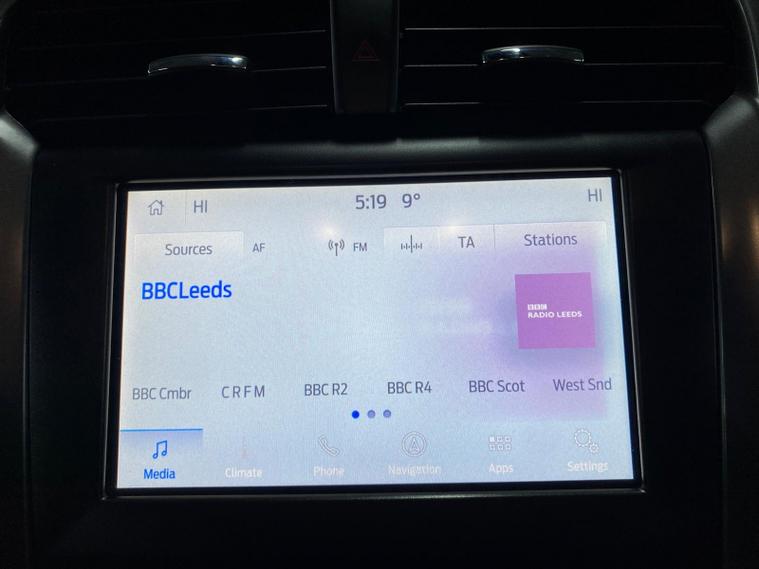 HI 5:19 9° HI
Sources AF FM TA Stations
BBCLeeds
BBC
RADIO LEEDS
BBC Cmbr CRFM BBC R2 BBC R4 BBC Scot West Snd
Media Climate Phone Navigation Apps Settings